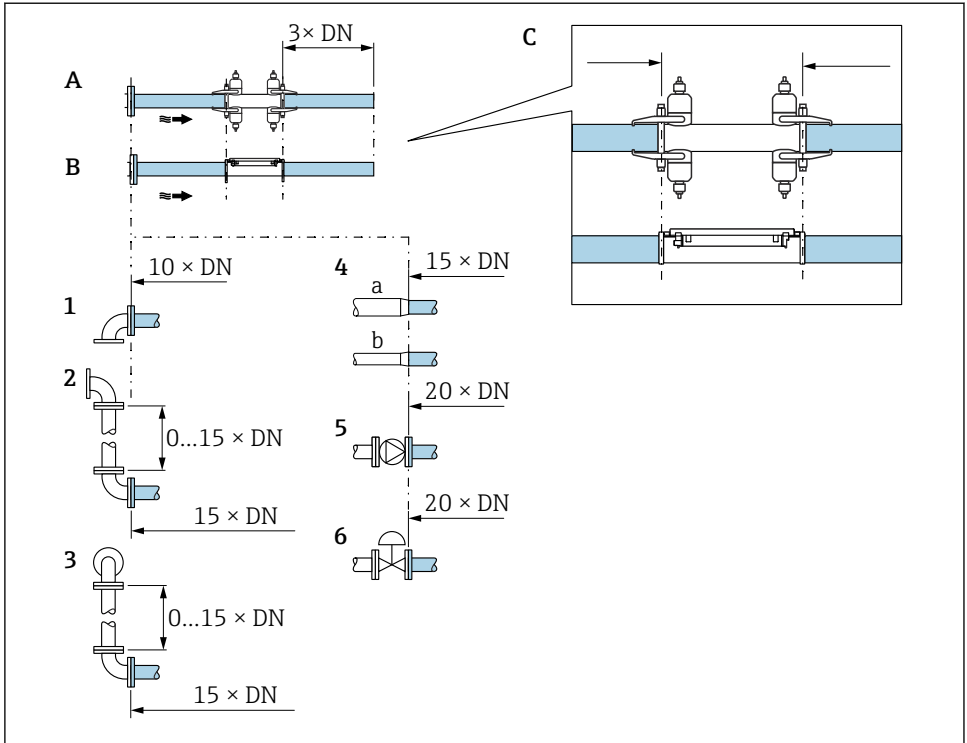 3× DN
C
A
B
10 × DN
4
15 × DN
a
1
b
2
20 × DN
0...15 × DN
5
15 × DN
20 × DN
6
3
0...15 × DN
15 × DN